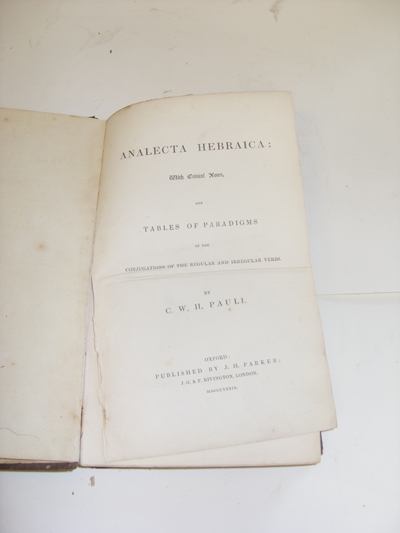 ANALECTA HEBRAICA:
With Critical Notes,
AND
TABLES OF PARADIGMS
OF THE
CONJUGATIONS OF THE REGULAR AND IRREGULAR VERBS.
BY
C. W. H. PAULI.
OXFORD:
PUBLISHED BY J. H. PARKER;
J. G. & F. RIVINGTON, LONDON.
MDCCCXXXIX.